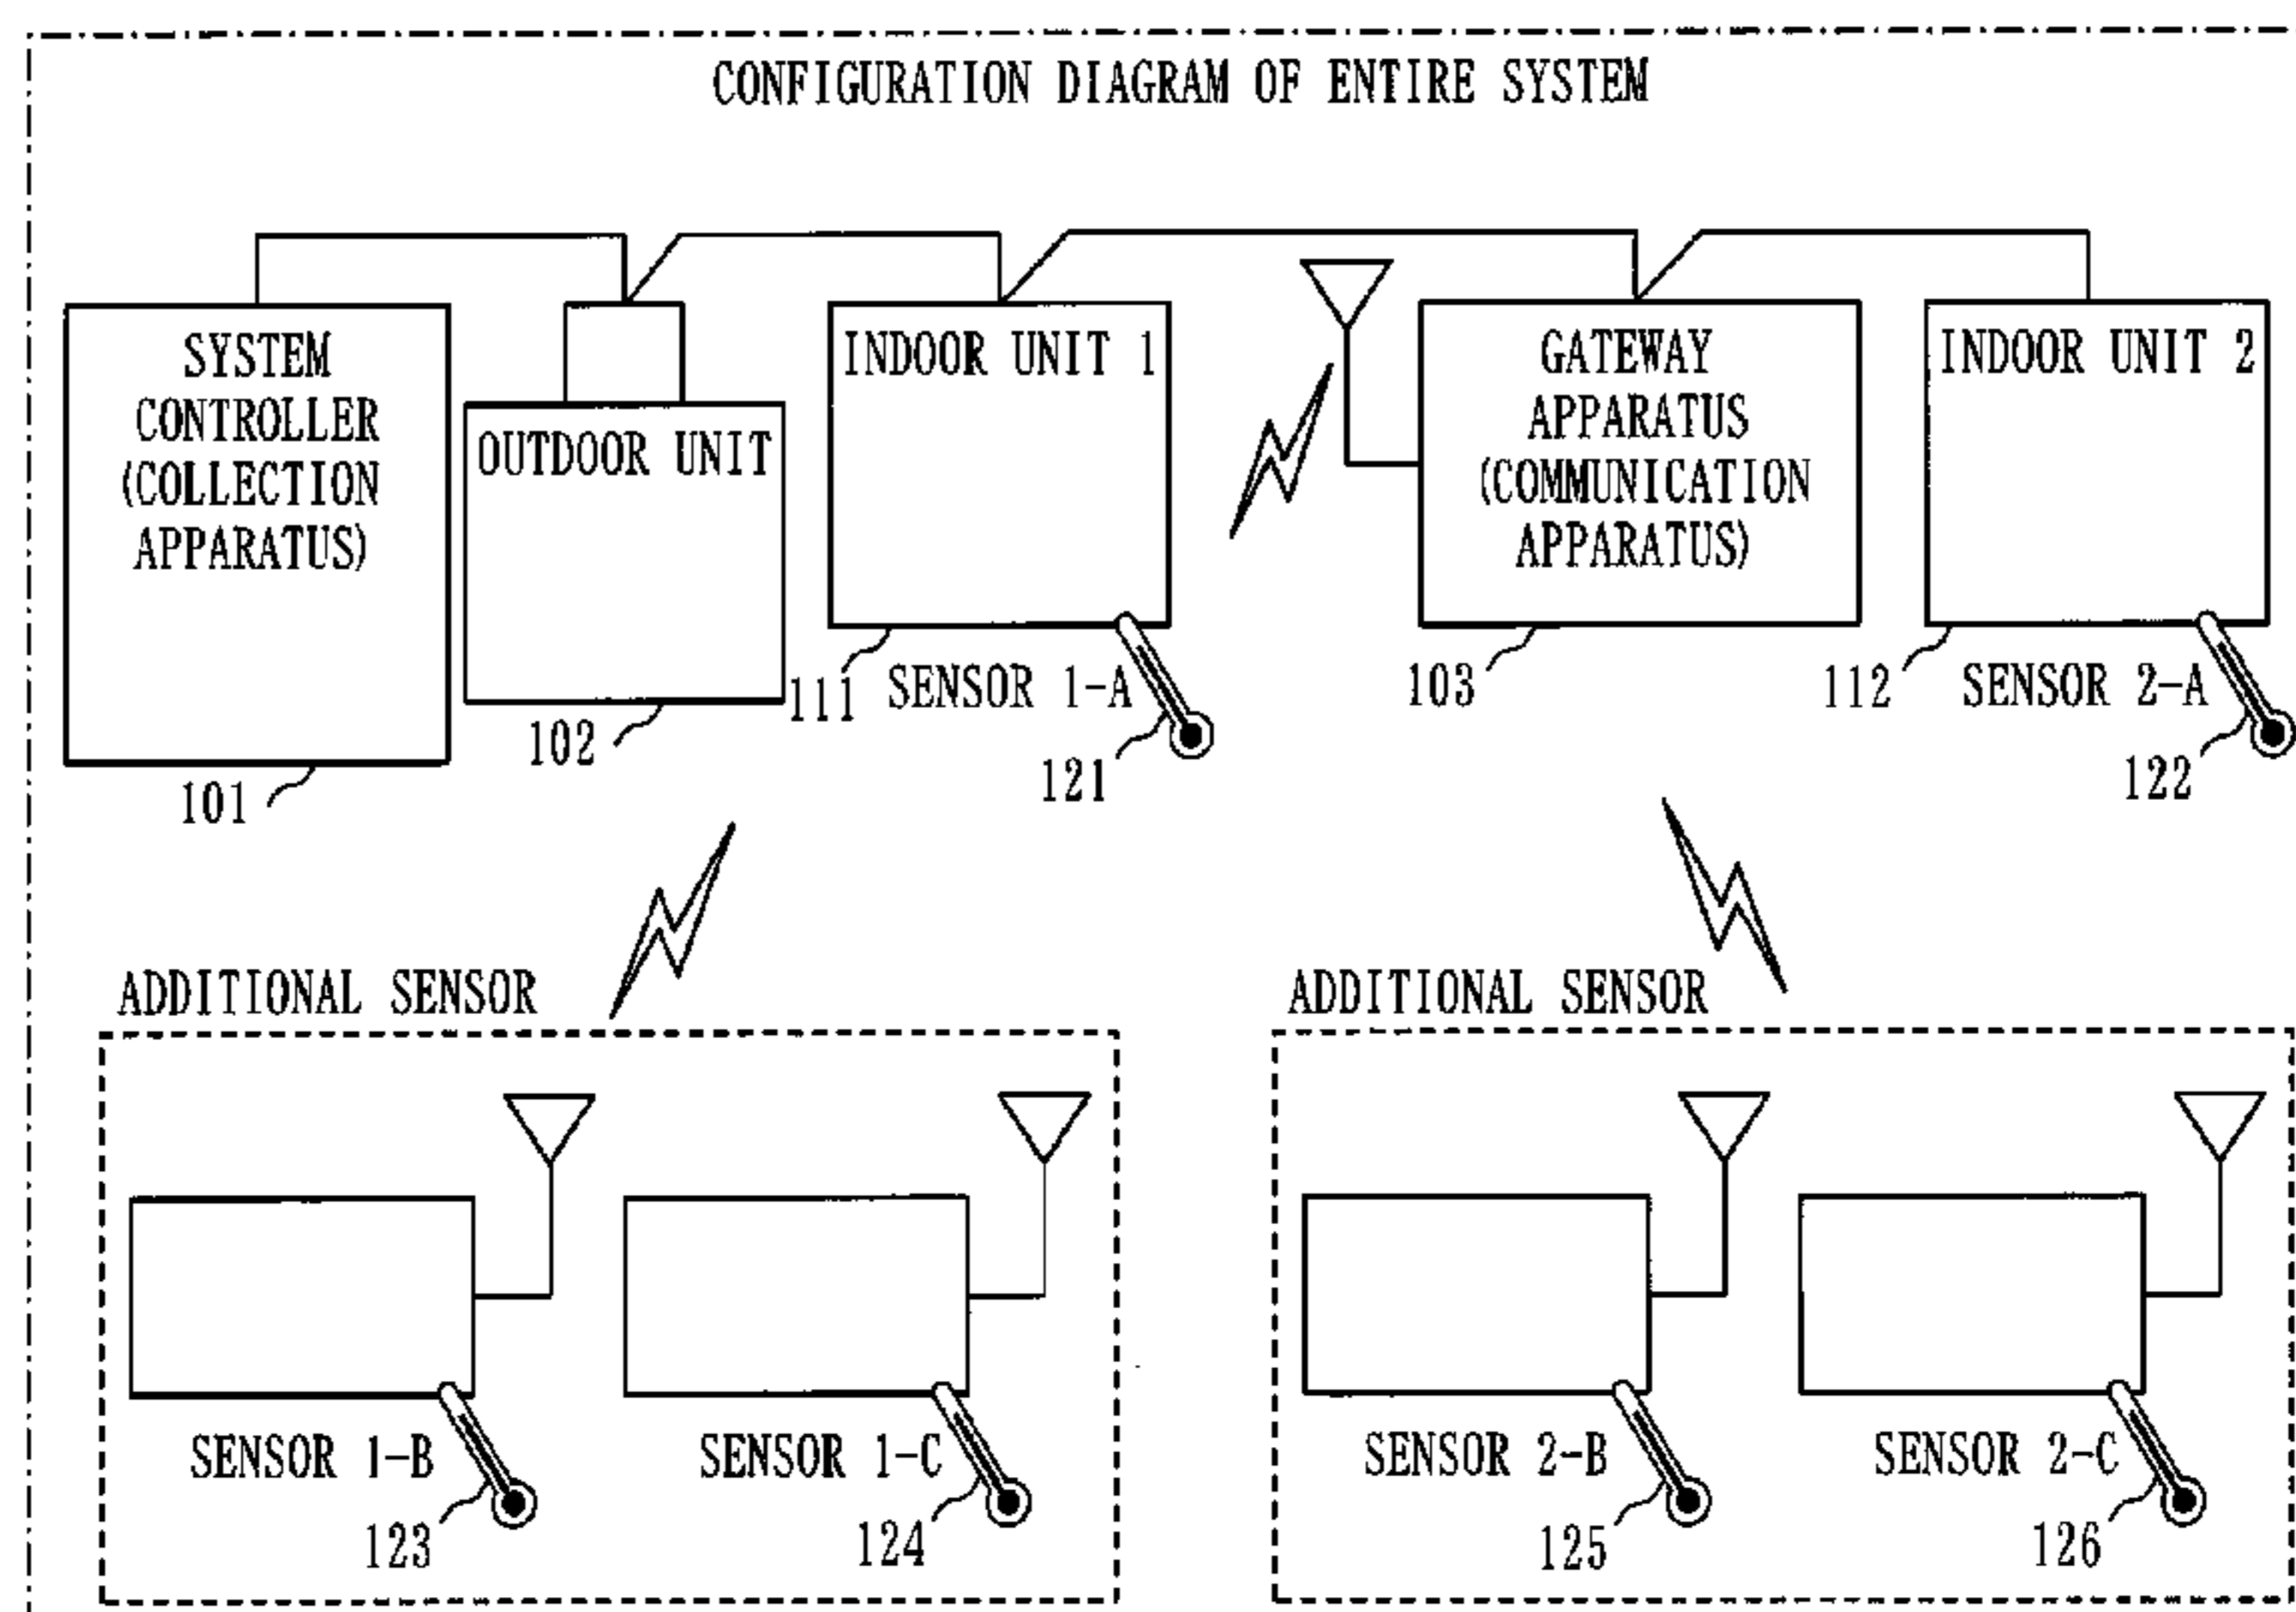 CONFIGURATION DIAGRAM OF ENTIRE SYSTEM
SYSTEM
CONTROLLER
(COLLECTION
APPARATUS)
101
OUTDOOR UNIT
102
INDOOR UNIT 1
111
SENSOR 1-A
121
GATEWAY
APPARATUS
(COMMUNICATION
APPARATUS)
103
INDOOR UNIT 2
112
SENSOR 2-A
122
ADDITIONAL SENSOR
SENSOR 1-B
123
SENSOR 1-C
124
ADDITIONAL SENSOR
SENSOR 2-B
125
SENSOR 2-C
126